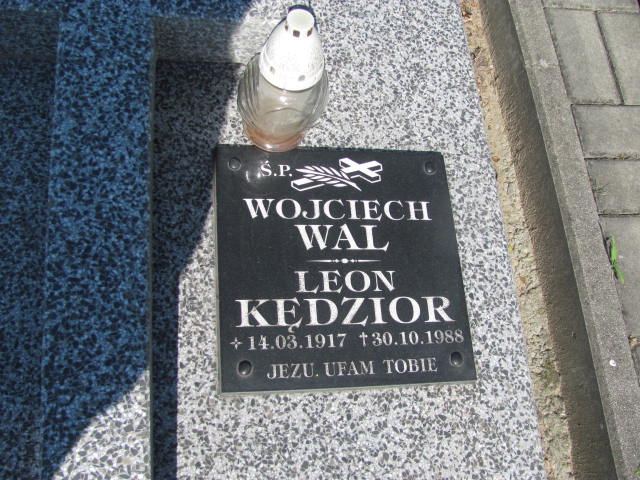 Ś.P.
WOJCIECH
WAL
LEON
KĘDZIOR
14.03.1917 †30.10.1988
JEZU. UFAM TOBIE